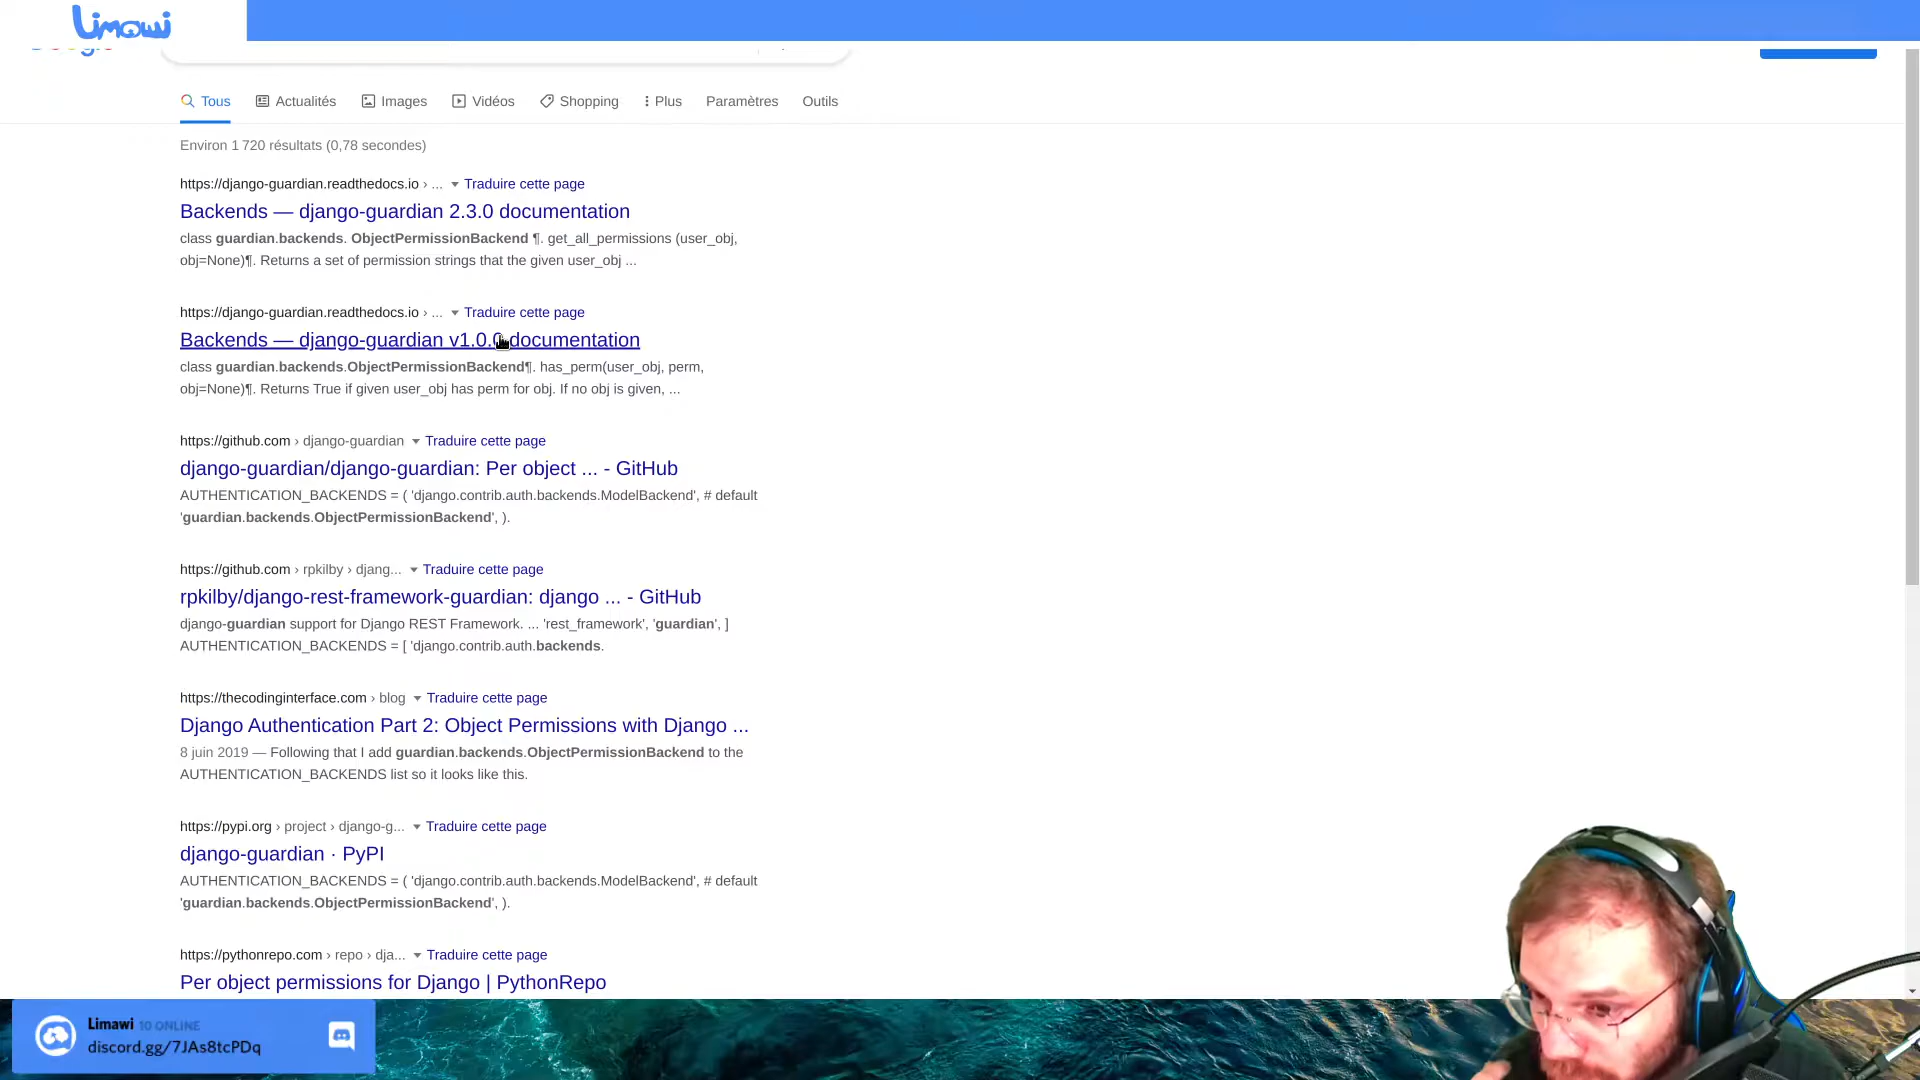 Limawi
Tous
Actualités
Images
Vidéos
Shopping
Plus
Paramètres
Outils
Environ 1 720 résultats (0,78 secondes)
https://django-guardian.readthedocs.io › ... Traduire cette page
Backends — django-guardian 2.3.0 documentation
class guardian.backends. ObjectPermissionBackend ¶. get_all_permissions (user_obj,
obj=None)¶. Returns a set of permission strings that the given user_obj ...
https://django-guardian.readthedocs.io › ... Traduire cette page
Backends — django-guardian v1.0.0 documentation
class guardian.backends.ObjectPermissionBackend¶. has_perm(user_obj, perm,
obj=None)¶. Returns True if given user_obj has perm for obj. If no obj is given, ...
https://github.com › django-guardian Traduire cette page
django-guardian/django-guardian: Per object ... - GitHub
AUTHENTICATION_BACKENDS = ( 'django.contrib.auth.backends.ModelBackend', # default
'guardian.backends.ObjectPermissionBackend', ).
https://github.com › rpkilby › djang... Traduire cette page
rpkilby/django-rest-framework-guardian: django ... - GitHub
django-guardian support for Django REST Framework. ... 'rest_framework', 'guardian', ]
AUTHENTICATION_BACKENDS = [ 'django.contrib.auth.backends.
https://thecodinginterface.com › blog Traduire cette page
Django Authentication Part 2: Object Permissions with Django ...
8 juin 2019 — Following that I add guardian.backends.ObjectPermissionBackend to the
AUTHENTICATION_BACKENDS list so it looks like this.
https://pypi.org › project › django-g... Traduire cette page
django-guardian · PyPI
AUTHENTICATION_BACKENDS = ( 'django.contrib.auth.backends.ModelBackend', # default
'guardian.backends.ObjectPermissionBackend', ).
https://pythonrepo.com › repo › dja... Traduire cette page
Per object permissions for Django | PythonRepo
Limawi 10 ONLINE
discord.gg/7JAs8tcPDq